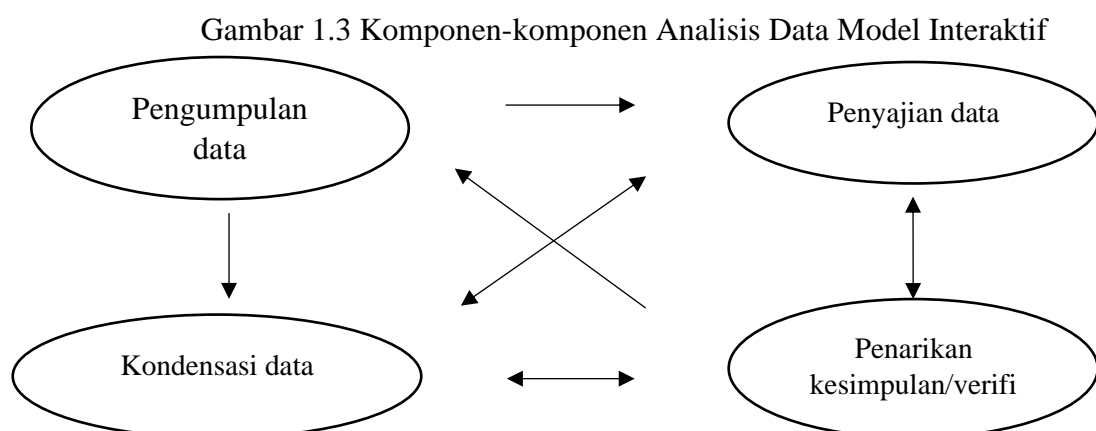 Gambar 1.3 Komponen-komponen Analisis Data Model Interaktif
Pengumpulan
data
Penyajian data
Kondensasi data
Penarikan
kesimpulan/verifi